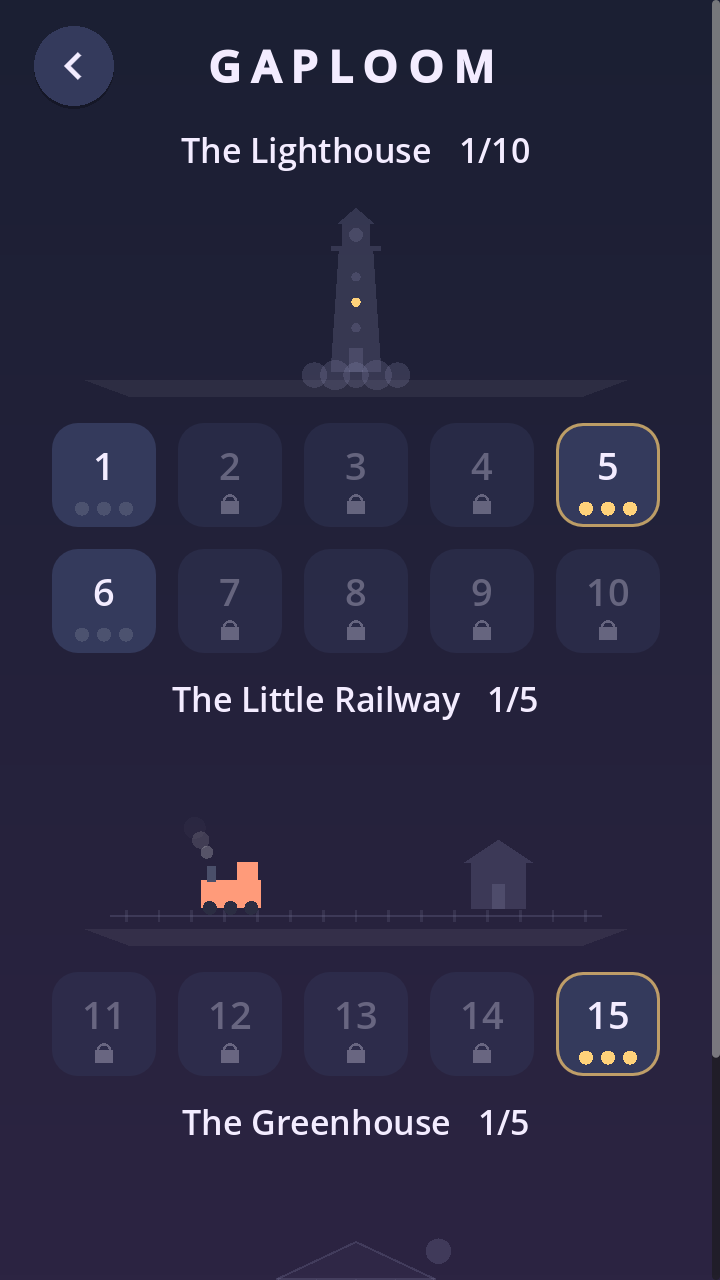 GAPLOOM
The Lighthouse 1/10
1 2 3 4 5
6 7 8 9 10
The Little Railway 1/5
11 12 13 14 15
The Greenhouse 1/5